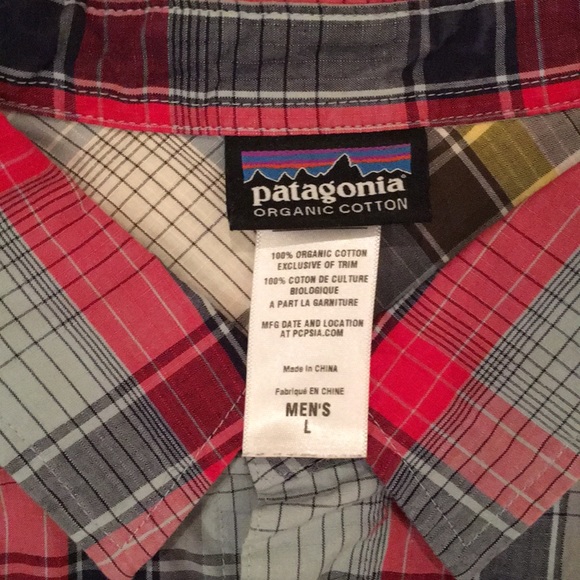 patagonia®
ORGANIC COTTON
100% ORGANIC COTTON
EXCLUSIVE OF TRIM
100% COTON DE CULTURE
BIOLOGIQUE
A PART LA GARNITURE
MFG DATE AND LOCATION
AT PCPSIA.COM
Made in CHINA
Fabriqué EN CHINE
MEN'S
L